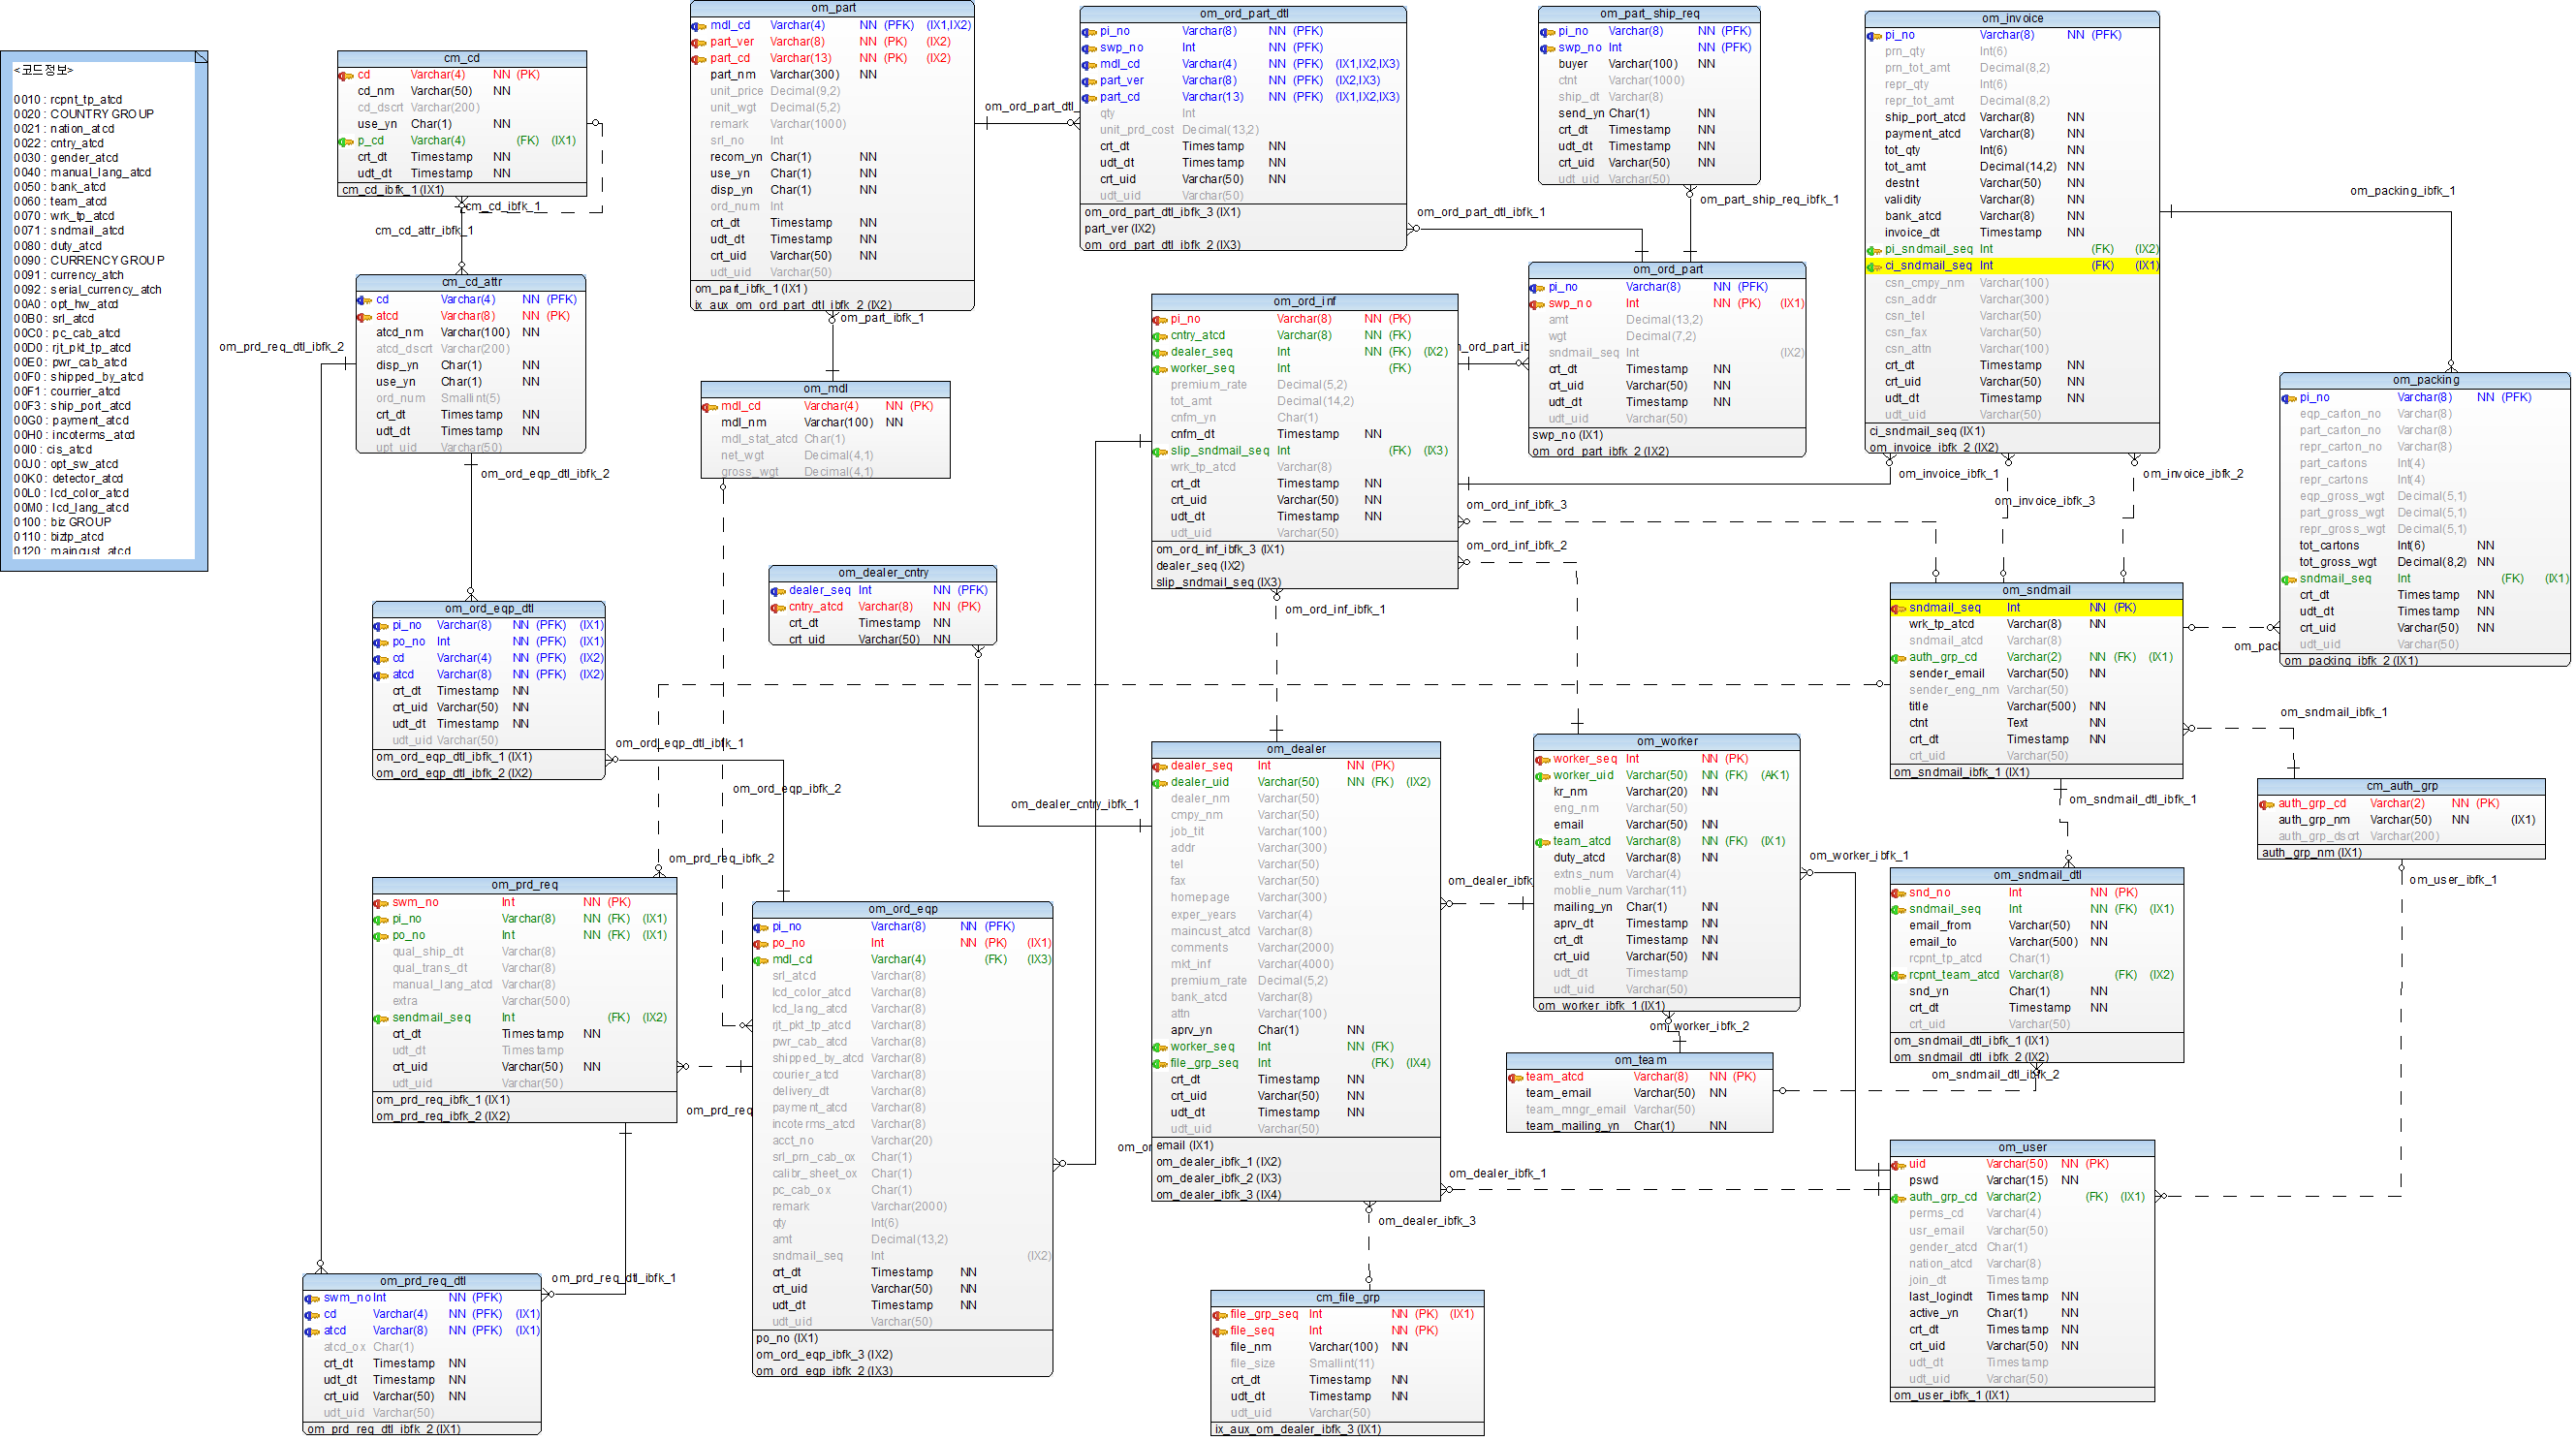 <코드정보>
0010 : rcpnt_tp_atcd
0020 : COUNTRY GROUP
0021 : nation_atcd
0022 : cntry_atcd
0030 : gender_atcd
0040 : manual_lang_atcd
0050 : bank_atcd
0060 : team_atcd
0070 : wrk_tp_atcd
0071 : sndmail_atcd
0080 : duty_atcd
0090 : CURRENCY GROUP
0091 : currency_atch
0092 : serial_currency_atch
00A0 : opt_hw_atcd
00B0 : srl_atcd
00C0 : pc_cab_atcd
00D0 : rjt_pkt_tp_atcd
00E0 : pwr_cab_atcd
00F0 : shipped_by_atcd
00F1 : courrier_atcd
00F3 : ship_port_atcd
00G0 : payment_atcd
00H0 : incoterms_atcd
00I0 : cis_atcd
00J0 : opt_sw_atcd
00K0 : detector_atcd
00L0 : lcd_color_atcd
00M0 : lcd_lang_atcd
0100 : biz GROUP
0110 : biztp_atcd
0120 : maincust_atcd
cm_cd
cd Varchar(4) NN (PK)
cd_nm Varchar(50) NN
cd_dscrt Varchar(200)
use_yn Char(1) NN
p_cd Varchar(4) (FK) (IX1)
crt_dt Timestamp NN
udt_dt Timestamp NN
cm_cd_ibfk_1 (IX1)
cm_cd_ibfk_1
cm_cd_attr_ibfk_1
cm_cd_attr
cd Varchar(4) NN (PFK)
atcd Varchar(8) NN (PK)
atcd_nm Varchar(100) NN
atcd_dscrt Varchar(200)
disp_yn Char(1) NN
use_yn Char(1) NN
ord_num Smallint(5)
crt_dt Timestamp NN
udt_dt Timestamp NN
upt_uid Varchar(50)
om_prd_req_dtl_ibfk_2
om_ord_eqp_dtl_ibfk_2
om_part
mdl_cd Varchar(4) NN (PFK) (IX1,IX2)
part_ver Varchar(8) NN (PK) (IX2)
part_cd Varchar(13) NN (PK) (IX2)
part_nm Varchar(300) NN
unit_price Decimal(9,2)
unit_wgt Decimal(5,2)
remark Varchar(1000)
srl_no Int
recom_yn Char(1) NN
use_yn Char(1) NN
disp_yn Char(1) NN
ord_num Int
crt_dt Timestamp NN
udt_dt Timestamp NN
crt_uid Varchar(50) NN
udt_uid Varchar(50)
om_part_ibfk_1 (IX1)
ix_aux_om_ord_part_dtl_ibfk_2 (IX2)
om_part_ibfk_1
om_ord_part_dtl_
om_ord_part_dtl
pi_no Varchar(8) NN (PFK)
swp_no Int NN (PFK)
mdl_cd Varchar(4) NN (PFK) (IX1,IX2,IX3)
part_ver Varchar(8) NN (PFK) (IX2,IX3)
part_cd Varchar(13) NN (PFK) (IX1,IX2,IX3)
qty Int
unit_prd_cost Decimal(13,2)
crt_dt Timestamp NN
udt_dt Timestamp NN
crt_uid Varchar(50) NN
udt_uid Varchar(50)
om_ord_part_dtl_ibfk_3 (IX1)
part_ver (IX2)
om_ord_part_dtl_ibfk_2 (IX3)
om_ord_part_dtl_ibfk_1
om_part_ship_req
pi_no Varchar(8) NN (PFK)
swp_no Int NN (PFK)
buyer Varchar(100) NN
ctnt Varchar(1000)
ship_dt Varchar(8)
send_yn Char(1) NN
crt_dt Timestamp NN
udt_dt Timestamp NN
crt_uid Varchar(50) NN
udt_uid Varchar(50)
om_part_ship_req_ibfk_1
om_invoice
pi_no Varchar(8) NN (PFK)
prn_qty Int(6)
prn_tot_amt Decimal(8,2)
repr_qty Int(6)
repr_tot_amt Decimal(8,2)
ship_port_atcd Varchar(8) NN
payment_atcd Varchar(8) NN
tot_qty Int(6) NN
tot_amt Decimal(14,2) NN
destnt Varchar(50) NN
validity Varchar(8) NN
bank_atcd Varchar(8) NN
invoice_dt Timestamp NN
pi_sndmail_seq Int (FK) (IX2)
ci_sndmail_seq Int (FK) (IX1)
csn_cmpy_nm Varchar(100)
csn_addr Varchar(300)
csn_tel Varchar(50)
csn_fax Varchar(50)
csn_attn Varchar(100)
crt_dt Timestamp NN
crt_uid Varchar(50) NN
udt_dt Timestamp NN
udt_uid Varchar(50)
ci_sndmail_seq (IX1)
om_invoice_ibfk_2 (IX2)
om_packing_ibfk_1
om_invoice_ibfk_1
om_invoice_ibfk_3
om_invoice_ibfk_2
om_ord_part
pi_no Varchar(8) NN (PFK)
swp_no Int NN (PK) (IX1)
amt Decimal(13,2)
wgt Decimal(7,2)
sndmail_seq Int (IX2)
crt_dt Timestamp NN
crt_uid Varchar(50) NN
udt_dt Timestamp NN
udt_uid Varchar(50)
swp_no (IX1)
om_ord_part_ibfk_2 (IX2)
om_ord_inf
pi_no Varchar(8) NN (PK)
cntry_atcd Varchar(8) NN (FK)
dealer_seq Int NN (FK) (IX2)
worker_seq Int (FK)
premium_rate Decimal(5,2)
tot_amt Decimal(14,2)
cnfm_yn Char(1)
cnfm_dt Timestamp NN
slip_sndmail_seq Int (FK) (IX3)
wrk_tp_atcd Varchar(8)
crt_dt Timestamp NN
crt_uid Varchar(50) NN
udt_dt Timestamp NN
udt_uid Varchar(50)
om_ord_inf_ibfk_3 (IX1)
dealer_seq (IX2)
slip_sndmail_seq (IX3)
om_ord_inf_ibfk_3
om_ord_inf_ibfk_2
om_ord_inf_ibfk_1
om_mdl
mdl_cd Varchar(4) NN (PK)
mdl_nm Varchar(100) NN
mdl_stat_atcd Char(1)
net_wgt Decimal(4,1)
gross_wgt Decimal(4,1)
om_packing
pi_no Varchar(8) NN (PFK)
eqp_carton_no Varchar(8)
part_carton_no Varchar(8)
repr_carton_no Varchar(8)
part_cartons Int(4)
repr_cartons Int(4)
eqp_gross_wgt Decimal(5,1)
part_gross_wgt Decimal(5,1)
repr_gross_wgt Decimal(5,1)
tot_cartons Int(6) NN
tot_gross_wgt Decimal(8,2) NN
sndmail_seq Int (FK) (IX1)
crt_dt Timestamp NN
udt_dt Timestamp NN
crt_uid Varchar(50) NN
udt_uid Varchar(50)
om_packing_ibfk_2 (IX1)
om_dealer_cntry
dealer_seq Int NN (PFK)
cntry_atcd Varchar(8) NN (PK)
crt_dt Timestamp NN
crt_uid Varchar(50) NN
om_ord_eqp_dtl
pi_no Varchar(8) NN (PFK) (IX1)
po_no Int NN (PFK) (IX1)
cd Varchar(4) NN (PFK) (IX2)
atcd Varchar(8) NN (PFK) (IX2)
crt_dt Timestamp NN
crt_uid Varchar(50) NN
udt_dt Timestamp NN
udt_uid Varchar(50)
om_ord_eqp_dtl_ibfk_1 (IX1)
om_ord_eqp_dtl_ibfk_2 (IX2)
om_ord_eqp_dtl_ibfk_1
om_ord_eqp_ibfk_2
om_dealer_cntry_ibfk_1
om_sndmail
sndmail_seq Int NN (PK)
wrk_tp_atcd Varchar(8) NN
sndmail_atcd Varchar(8)
auth_grp_cd Varchar(2) NN (FK) (IX1)
sender_email Varchar(50) NN
sender_eng_nm Varchar(50)
title Varchar(500) NN
ctnt Text NN
crt_dt Timestamp NN
crt_uid Varchar(50)
om_sndmail_ibfk_1 (IX1)
om_sndmail_ibfk_1
om_sndmail_dtl_ibfk_1
cm_auth_grp
auth_grp_cd Varchar(2) NN (PK)
auth_grp_nm Varchar(50) NN (IX1)
auth_grp_dscrt Varchar(200)
auth_grp_nm (IX1)
om_user_ibfk_1
om_dealer
dealer_seq Int NN (PK)
dealer_uid Varchar(50) NN (FK) (IX2)
dealer_nm Varchar(50)
cmpy_nm Varchar(50)
job_tit Varchar(100)
addr Varchar(300)
tel Varchar(50)
fax Varchar(50)
homepage Varchar(300)
exper_years Varchar(4)
maincust_atcd Varchar(8)
comments Varchar(2000)
mkt_inf Varchar(4000)
premium_rate Decimal(5,2)
bank_atcd Varchar(8)
attn Varchar(100)
aprv_yn Char(1) NN
worker_seq Int NN (FK)
file_grp_seq Int (FK) (IX4)
crt_dt Timestamp NN
crt_uid Varchar(50) NN
udt_dt Timestamp NN
udt_uid Varchar(50)
email (IX1)
om_dealer_ibfk_1 (IX2)
om_dealer_ibfk_2 (IX3)
om_dealer_ibfk_3 (IX4)
om_dealer_ibfk
om_dealer_ibfk_1
om_dealer_ibfk_3
om_worker
worker_seq Int NN (PK)
worker_uid Varchar(50) NN (FK) (AK1)
kr_nm Varchar(20) NN
eng_nm Varchar(50)
email Varchar(50) NN
team_atcd Varchar(8) NN (FK) (IX1)
duty_atcd Varchar(8) NN
extns_num Varchar(4)
moblie_num Varchar(11)
mailing_yn Char(1) NN
aprv_dt Timestamp NN
crt_dt Timestamp NN
crt_uid Varchar(50) NN
udt_dt Timestamp
udt_uid Varchar(50)
om_worker_ibfk_1 (IX1)
om_worker_ibfk_1
om_worker_ibfk_2
om_team
team_atcd Varchar(8) NN (PK)
team_email Varchar(50) NN
team_mngr_email Varchar(50)
team_mailing_yn Char(1) NN
om_sndmail_dtl
snd_no Int NN (PK)
sndmail_seq Int NN (FK) (IX1)
email_from Varchar(50) NN
email_to Varchar(500) NN
rcpnt_tp_atcd Char(1)
rcpnt_team_atcd Varchar(8) (FK) (IX2)
snd_yn Char(1) NN
crt_dt Timestamp NN
crt_uid Varchar(50)
om_sndmail_dtl_ibfk_1 (IX1)
om_sndmail_dtl_ibfk_2 (IX2)
om_sndmail_dtl_ibfk_2
om_prd_req_ibfk_2
om_prd_req
swm_no Int NN (PK)
pi_no Varchar(8) NN (FK) (IX1)
po_no Int NN (FK) (IX1)
qual_ship_dt Varchar(8)
qual_trans_dt Varchar(8)
manual_lang_atcd Varchar(8)
extra Varchar(500)
sendmail_seq Int (FK) (IX2)
crt_dt Timestamp NN
udt_dt Timestamp
crt_uid Varchar(50) NN
udt_uid Varchar(50)
om_prd_req_ibfk_1 (IX1)
om_prd_req_ibfk_2 (IX2)
om_prd_req
om_ord_eqp
pi_no Varchar(8) NN (PFK)
po_no Int NN (PK) (IX1)
mdl_cd Varchar(4) (FK) (IX3)
srl_atcd Varchar(8)
lcd_color_atcd Varchar(8)
lcd_lang_atcd Varchar(8)
rjt_pkt_tp_atcd Varchar(8)
pwr_cab_atcd Varchar(8)
shipped_by_atcd Varchar(8)
courier_atcd Varchar(8)
delivery_dt Varchar(8)
payment_atcd Varchar(8)
incoterms_atcd Varchar(8)
acct_no Varchar(20)
srl_prn_cab_ox Char(1)
calibr_sheet_ox Char(1)
pc_cab_ox Char(1)
remark Varchar(2000)
qty Int(6)
amt Decimal(13,2)
sndmail_seq Int (IX2)
crt_dt Timestamp NN
crt_uid Varchar(50) NN
udt_dt Timestamp NN
udt_uid Varchar(50)
po_no (IX1)
om_ord_eqp_ibfk_3 (IX2)
om_ord_eqp_ibfk_2 (IX3)
om_user
uid Varchar(50) NN (PK)
pswd Varchar(15) NN
auth_grp_cd Varchar(2) (FK) (IX1)
perms_cd Varchar(4)
usr_email Varchar(50)
gender_atcd Char(1)
nation_atcd Varchar(8)
join_dt Timestamp
last_logindt Timestamp NN
active_yn Char(1) NN
crt_dt Timestamp NN
crt_uid Varchar(50) NN
udt_dt Timestamp
udt_uid Varchar(50)
om_user_ibfk_1 (IX1)
om_prd_req_dtl_ibfk_1
om_prd_req_dtl
swm_no Int NN (PFK)
cd Varchar(4) NN (PFK) (IX1)
atcd Varchar(8) NN (PFK) (IX1)
atcd_ox Char(1)
crt_dt Timestamp NN
udt_dt Timestamp NN
crt_uid Varchar(50) NN
udt_uid Varchar(50)
om_prd_req_dtl_ibfk_2 (IX1)
cm_file_grp
file_grp_seq Int NN (PK) (IX1)
file_seq Int NN (PK)
file_nm Varchar(100) NN
file_size Smallint(11)
crt_dt Timestamp NN
udt_dt Timestamp NN
udt_uid Varchar(50)
ix_aux_om_dealer_ibfk_3 (IX1)